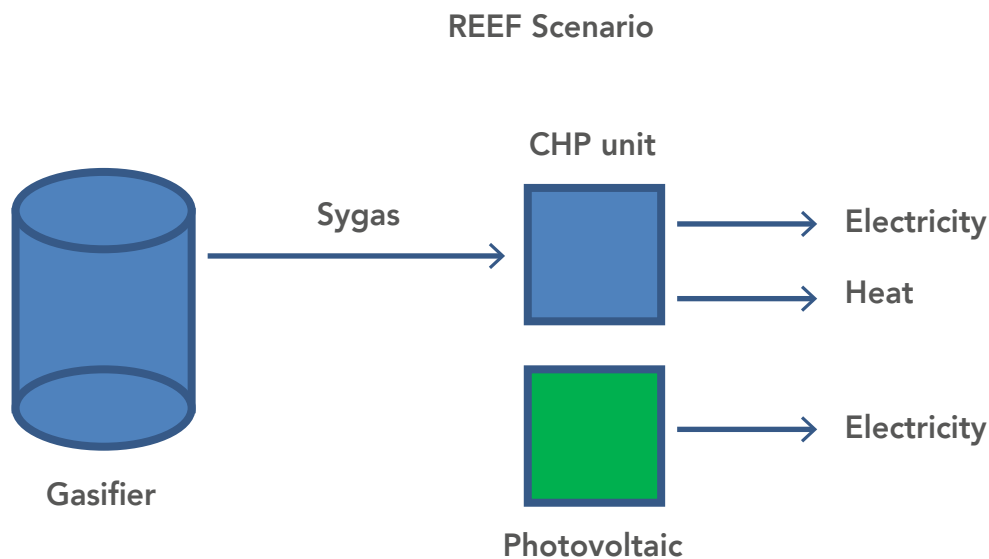 REEF Scenario
CHP unit
Sygas
Electricity
Heat
Electricity
Gasifier
Photovoltaic